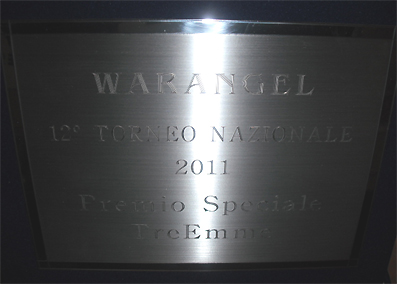 WARANGEL
12° TORNEO NAZIONALE
2011
Premio Speciale
TreEmme